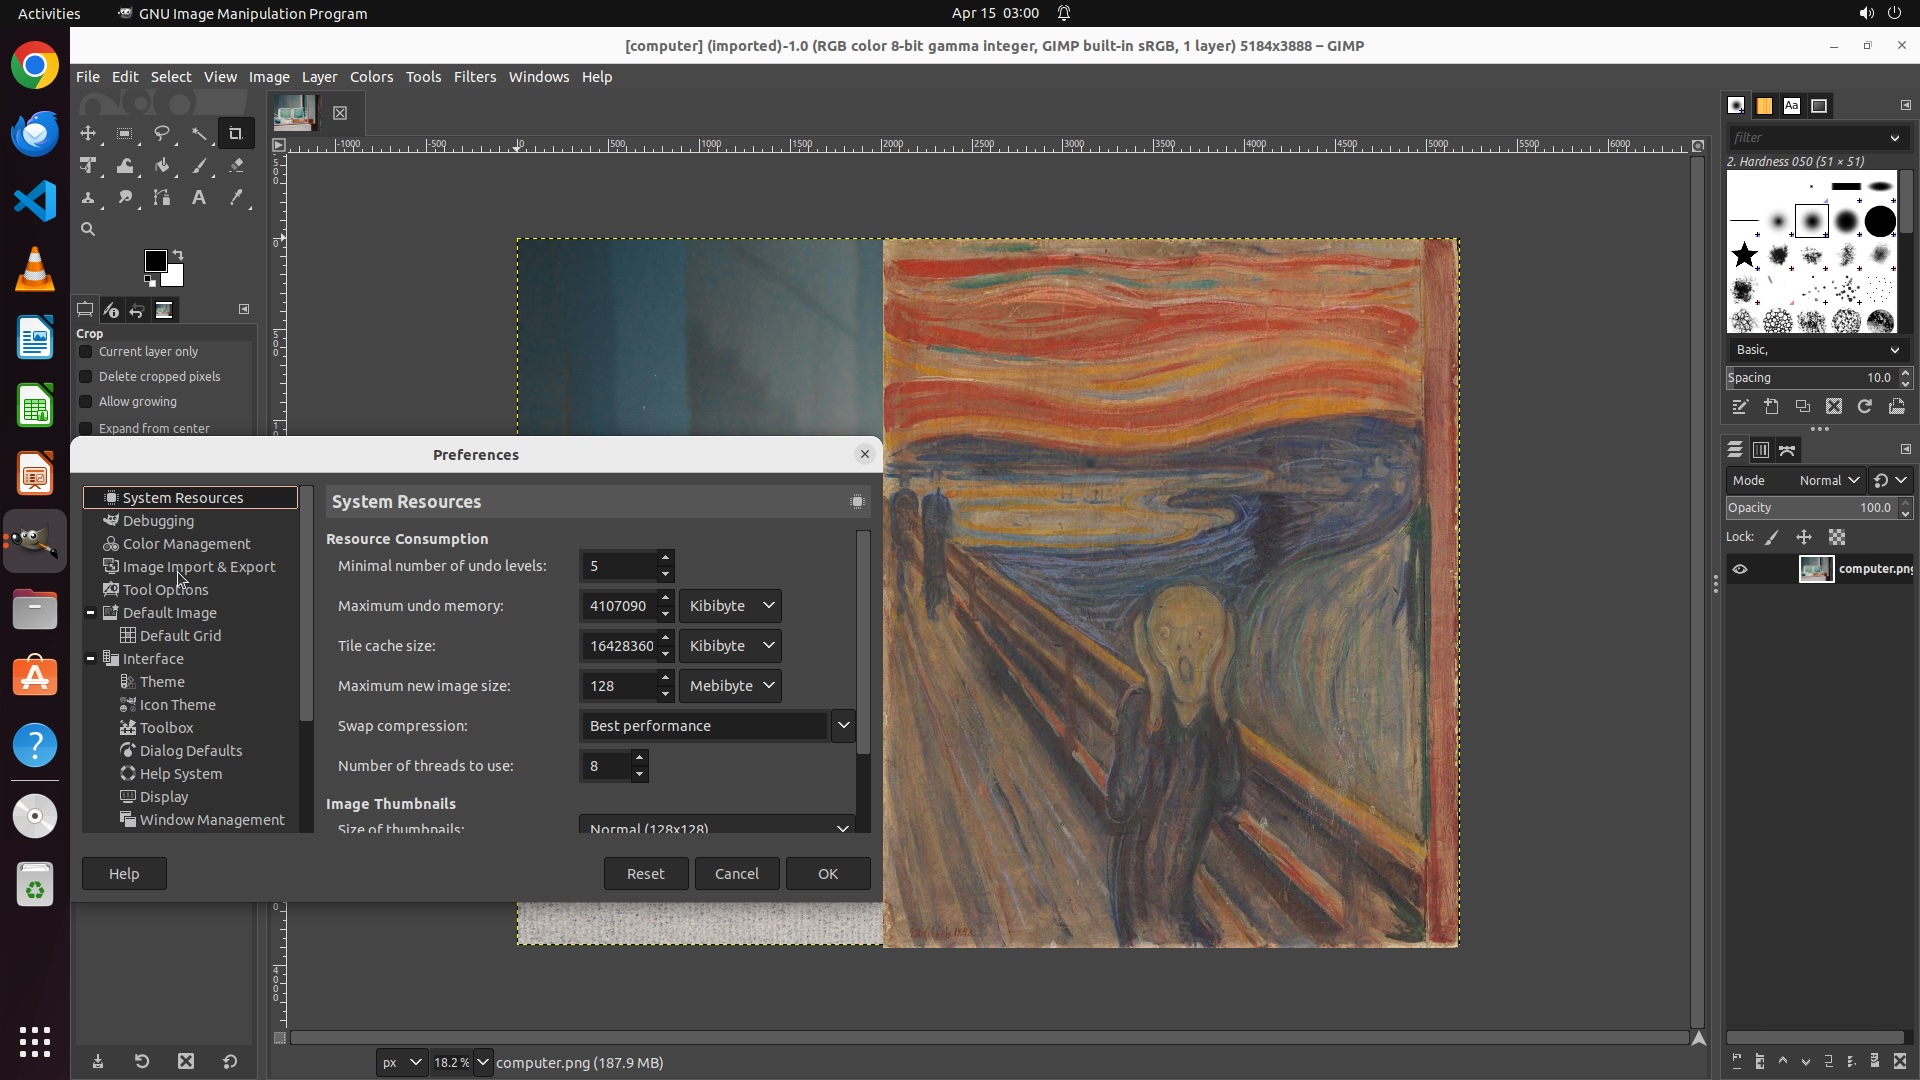 Activities
GNU Image Manipulation Program
Apr 15 03:00
[computer] (imported)-1.0 (RGB color 8-bit gamma integer, GIMP built-in sRGB, 1 layer) 5184x3888 – GIMP
File Edit Select View Image Layer Colors Tools Filters Windows Help
-1000 -500 0 500 1000 1500 2000 2500 3000 3500 4000 4500 5000 5500 6000
filter
2. Hardness 050 (51 × 51)
Basic,
Spacing 10.0
Crop
Current layer only
Delete cropped pixels
Allow growing
Expand from center
Mode Normal
Opacity 100.0
Lock:
computer.png
Preferences
System Resources
Debugging
Color Management
Image Import & Export
Tool Options
Default Image
Default Grid
Interface
Theme
Icon Theme
Toolbox
Dialog Defaults
Help System
Display
Window Management
System Resources
Resource Consumption
Minimal number of undo levels: 5
Maximum undo memory: 4107090 Kibibyte
Tile cache size: 16428360 Kibibyte
Maximum new image size: 128 Mebibyte
Swap compression: Best performance
Number of threads to use: 8
Image Thumbnails
Size of thumbnails: Normal (128x128)
Help Reset Cancel OK
px 18.2 % computer.png (187.9 MB)